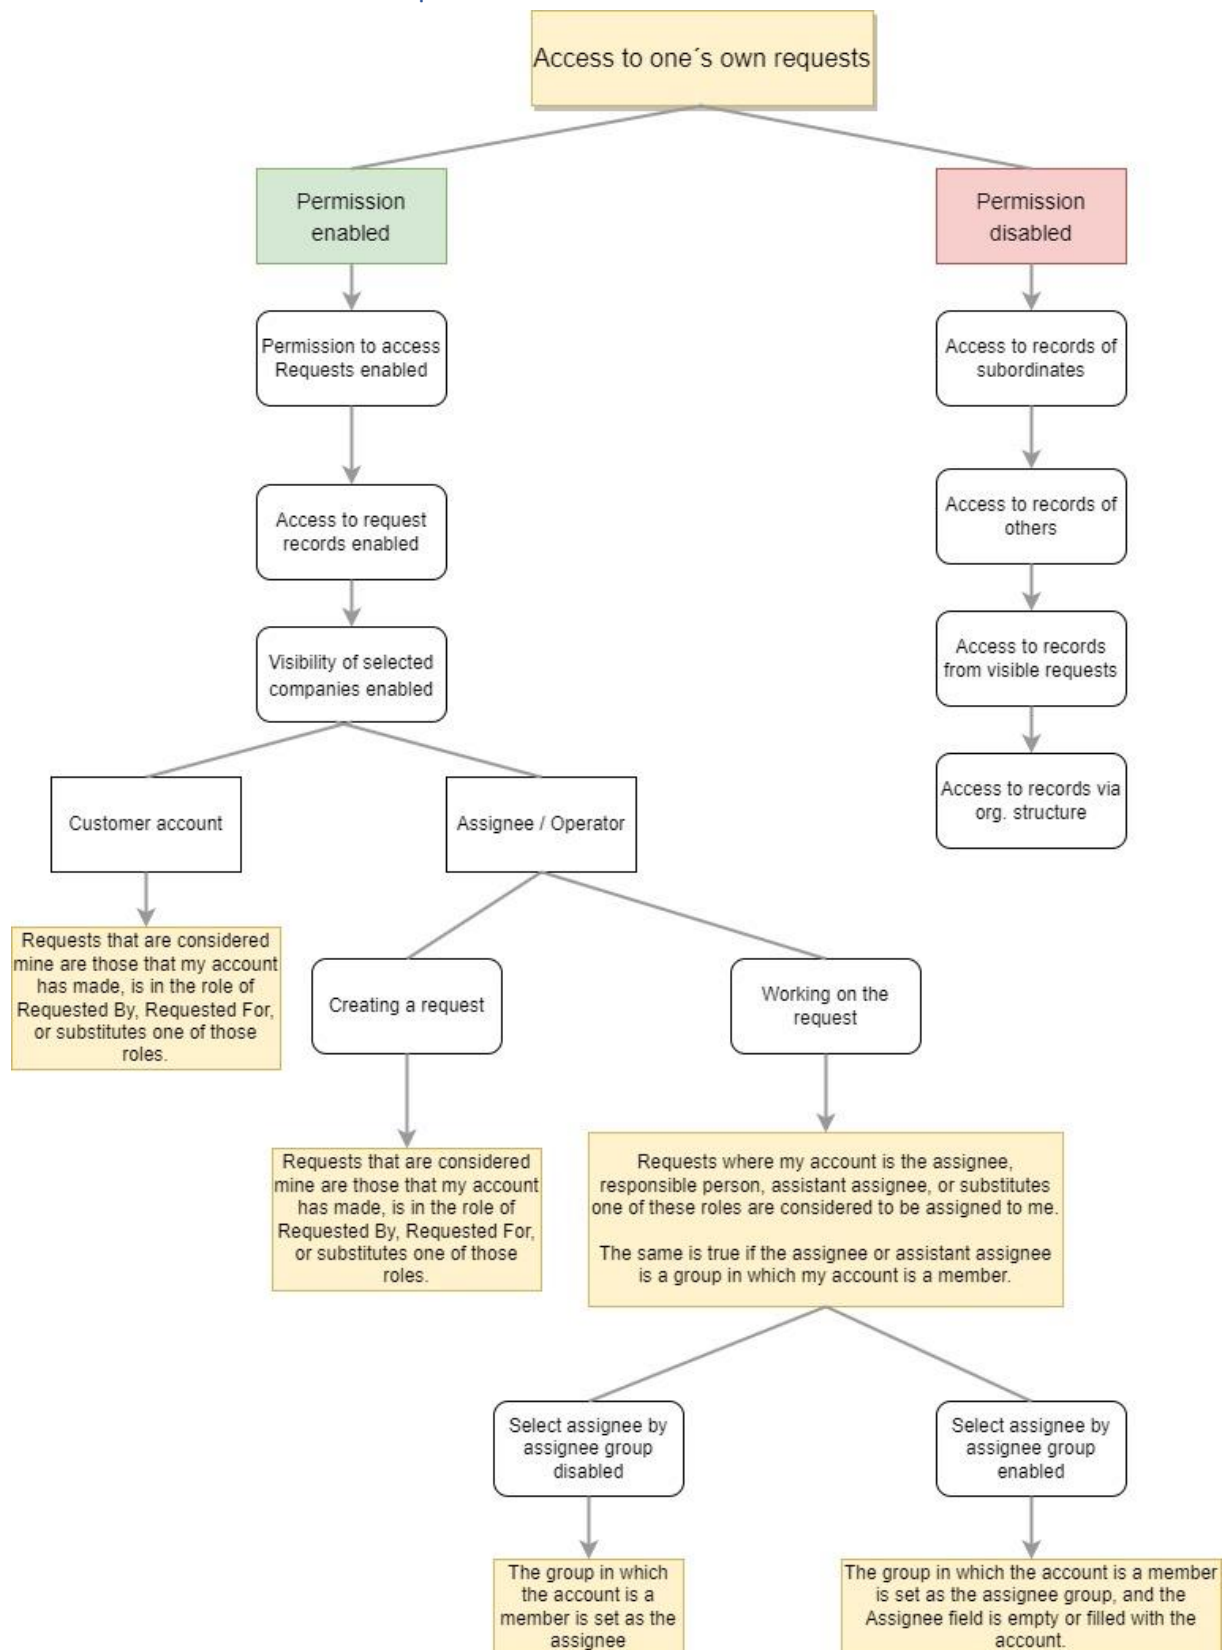 Access to one´s own requests
Permission
enabled
Permission
disabled
Permission to access
Requests enabled
Access to records of
subordinates
Access to request
records enabled
Access to records of
others
Visibility of selected
companies enabled
Access to records
from visible requests
Customer account
Assignee / Operator
Access to records via
org. structure
Requests that are considered
mine are those that my account
has made, is in the role of
Requested By, Requested For,
or substitutes one of those
roles.
Creating a request
Working on the
request
Requests that are considered
mine are those that my account
has made, is in the role of
Requested By, Requested For,
or substitutes one of those
roles.
Requests where my account is the assignee,
responsible person, assistant assignee, or substitutes
one of these roles are considered to be assigned to me.
The same is true if the assignee or assistant assignee
is a group in which my account is a member.
Select assignee by
assignee group
disabled
Select assignee by
assignee group
enabled
The group in which
the account is a
member is set as the
assignee
The group in which the account is a member
is set as the assignee group, and the
Assignee field is empty or filled with the
account.